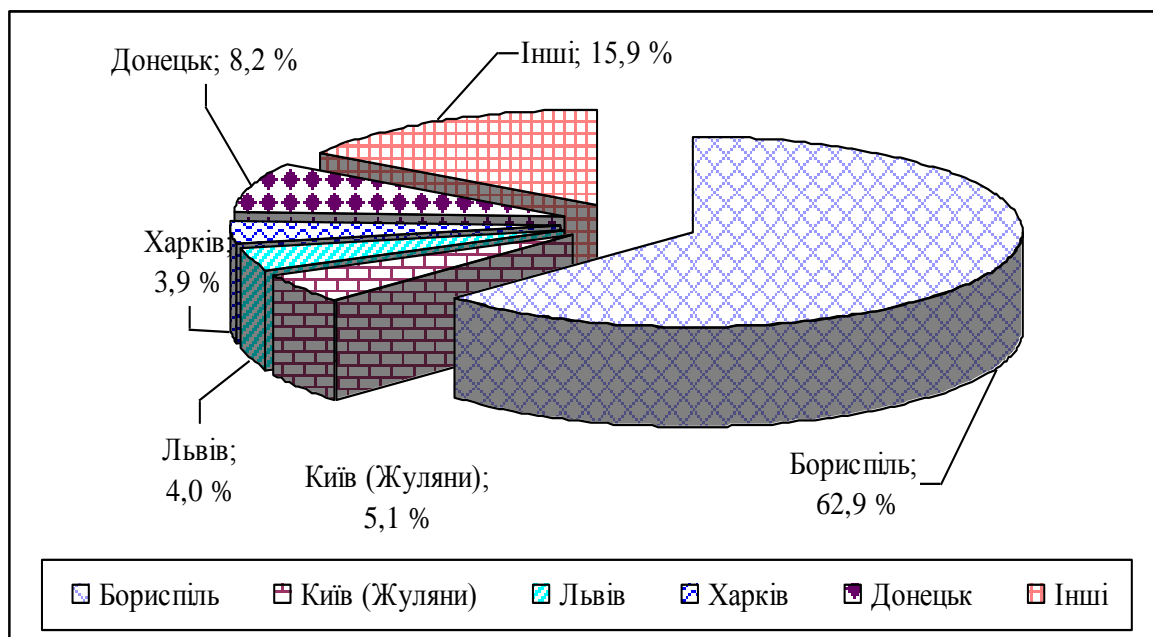 Донецьк; 8,2 %
Інші; 15,9 %
Харків;
3,9 %
Львів;
4,0 %
Київ (Жуляни);
5,1 %
Бориспіль;
62,9 %
Бориспіль Київ (Жуляни) Львів Харків Донецьк Інші